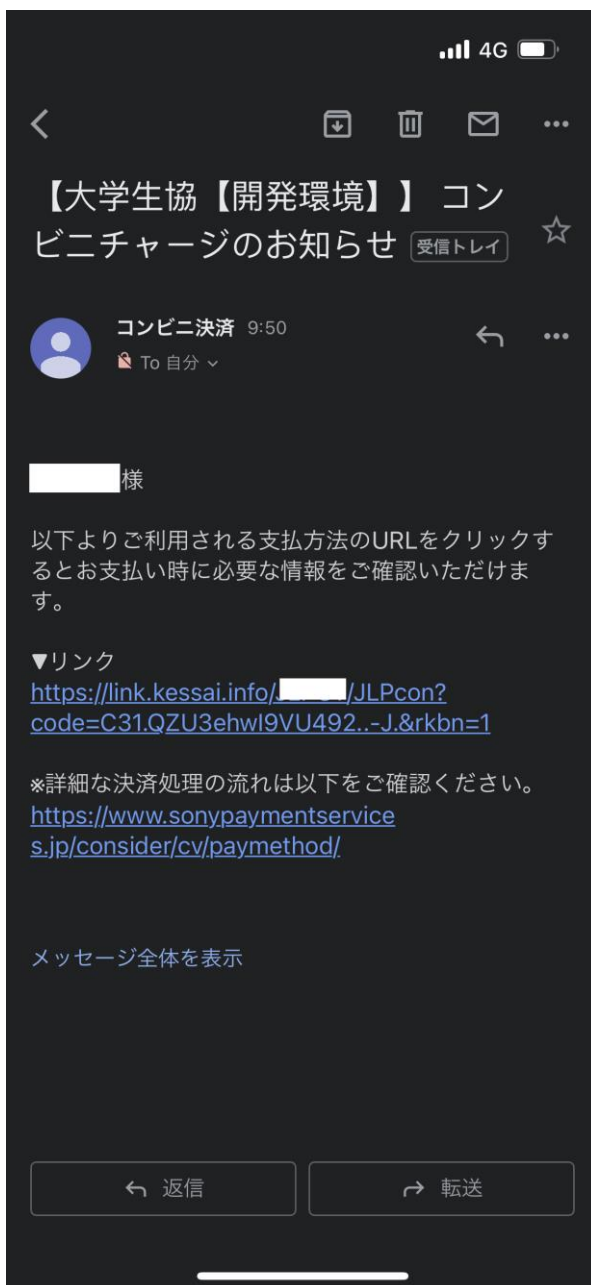 4G
【大学生協【開発環境】】 コン
ビニチャージのお知らせ 受信トレイ
コンビニ決済 9:50
To 自分
様
以下よりご利用される支払方法のURLをクリックす
るとお支払い時に必要な情報をご確認いただけま
す。
▼リンク
https://link.kessai.info/ /JLPcon?
code=C31.QZU3ehwI9VU492..-J.&rkbn=1
※詳細な決済処理の流れは以下をご確認ください。
https://www.sonypaymentservice
s.jp/consider/cv/paymethod/
メッセージ全体を表示
返信
転送